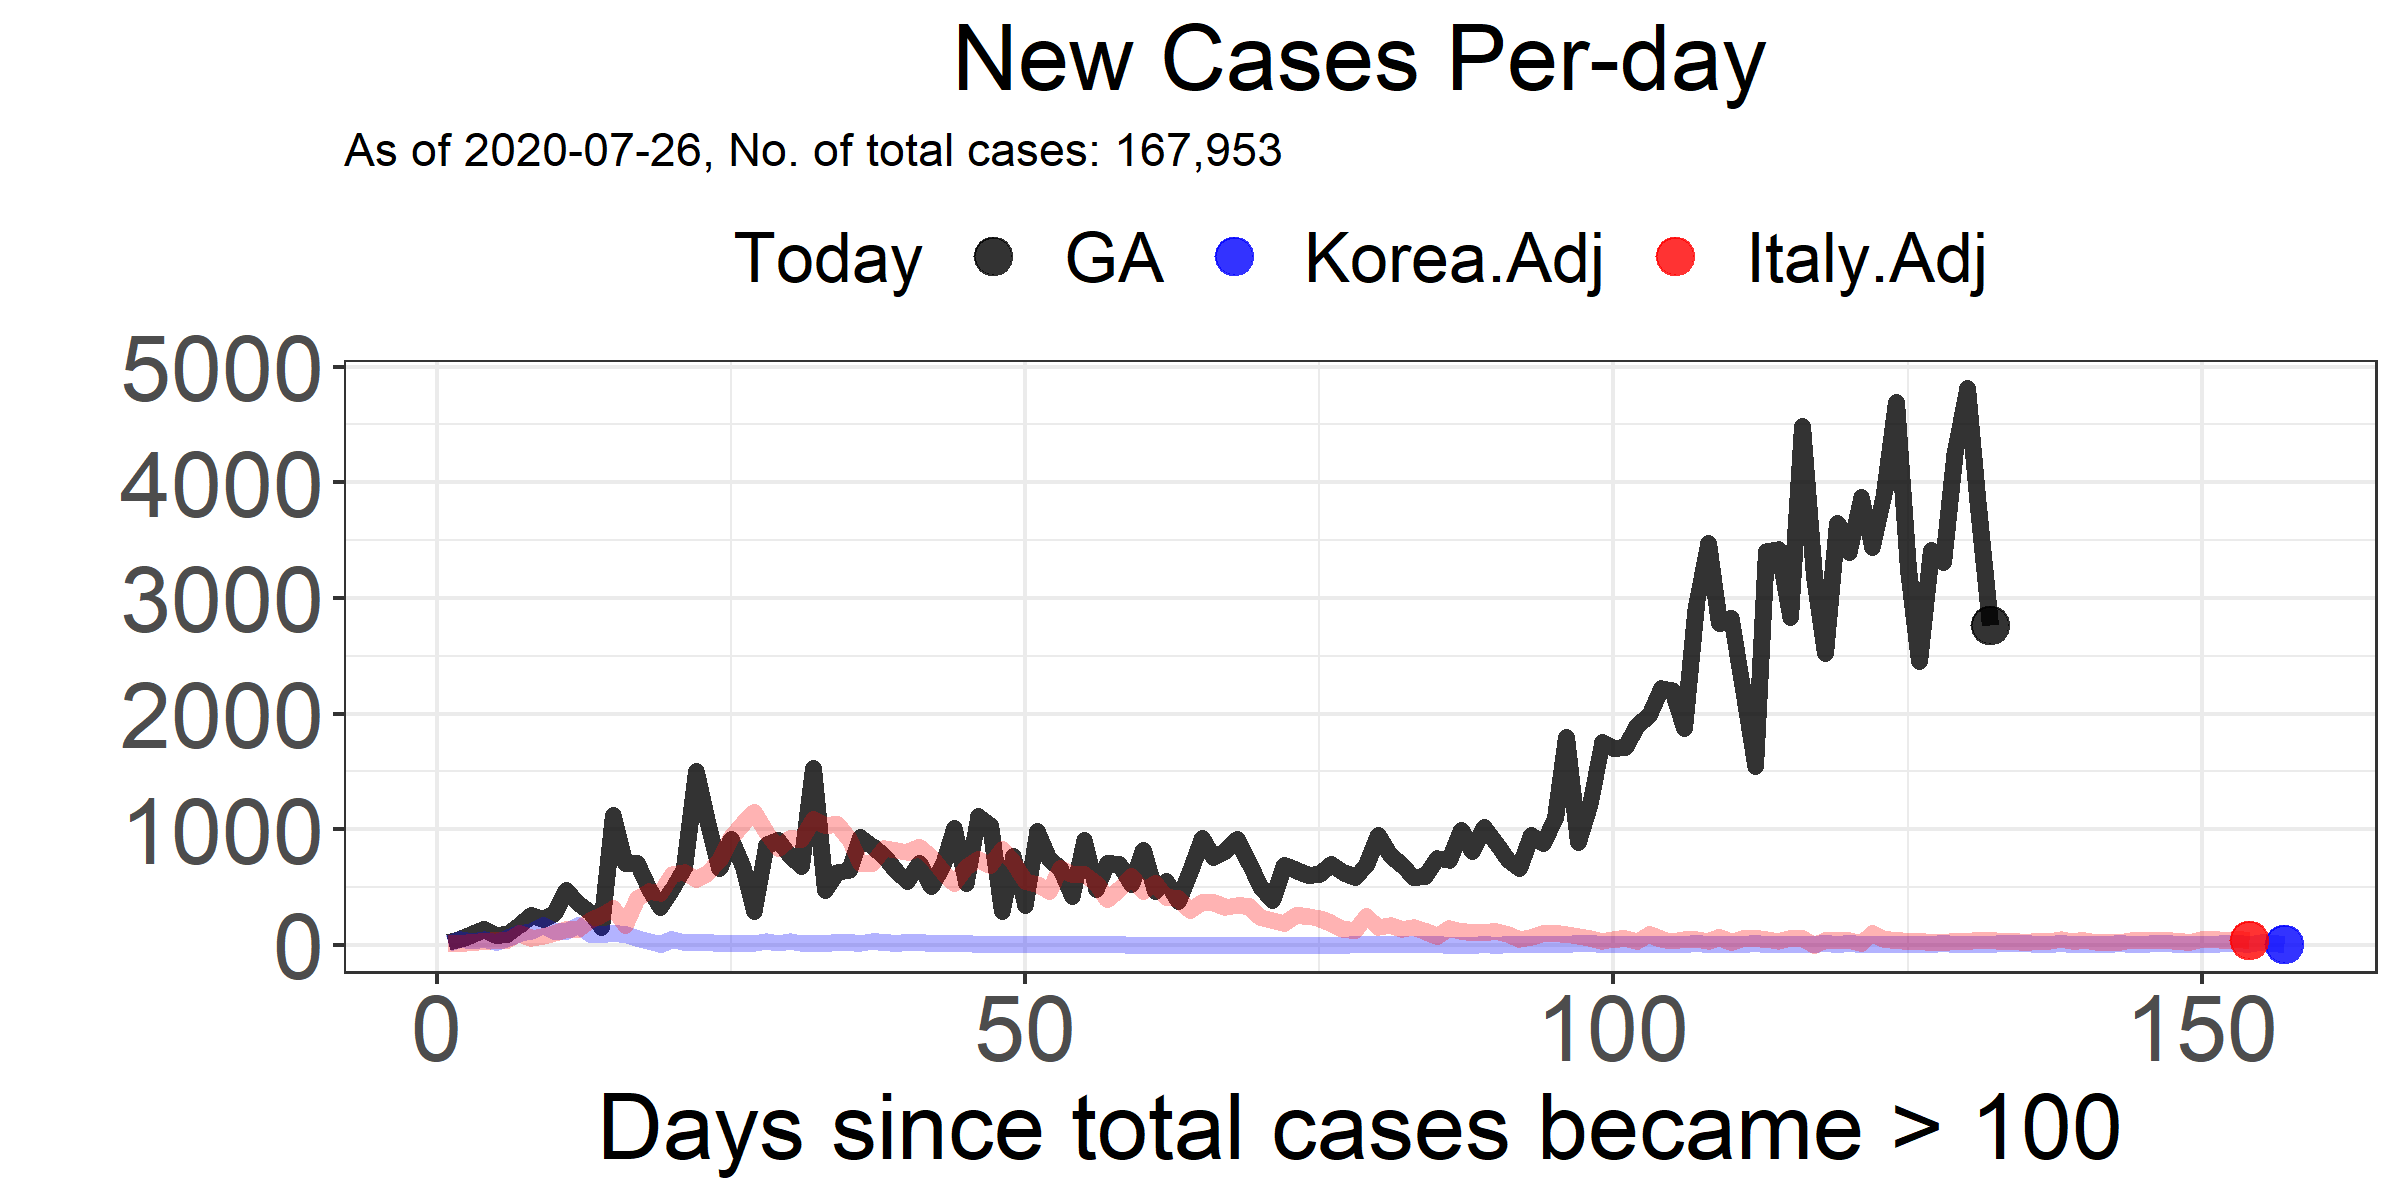 New Cases Per-day
As of 2020-07-26, No. of total cases: 167,953
Today GA Korea.Adj Italy.Adj
5000
4000
3000
2000
1000
0
0 50 100 150
Days since total cases became > 100